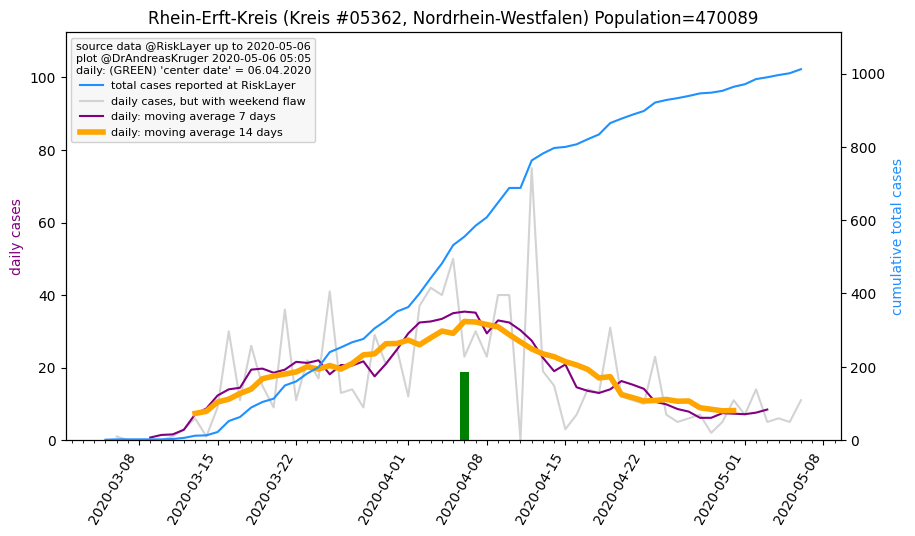 Rhein-Erft-Kreis (Kreis #05362, Nordrhein-Westfalen) Population=470089
source data @RiskLayer up to 2020-05-06
plot @DrAndreasKruger 2020-05-06 05:05
daily: (GREEN) 'center date' = 06.04.2020
total cases reported at RiskLayer
daily cases, but with weekend flaw
daily: moving average 7 days
daily: moving average 14 days
daily cases
100
80
60
40
20
0
cumulative total cases
1000
800
600
400
200
0
2020-03-08
2020-03-15
2020-03-22
2020-04-01
2020-04-08
2020-04-15
2020-04-22
2020-05-01
2020-05-08